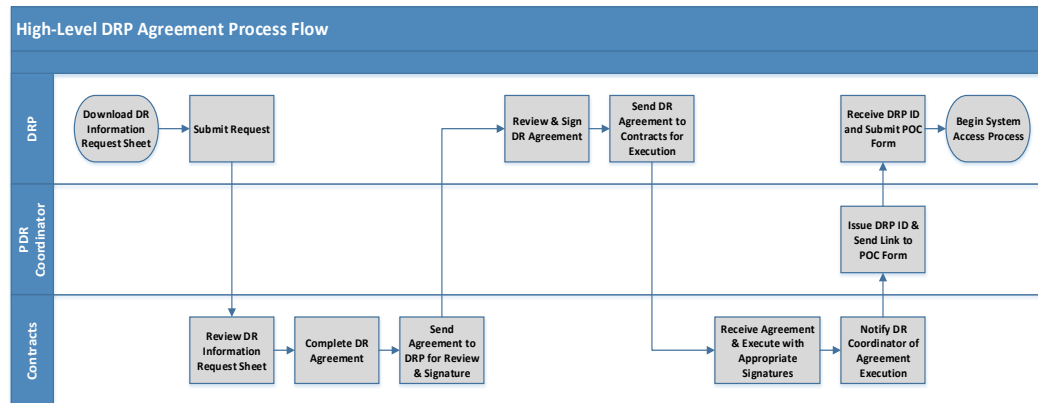 High-Level DRP Agreement Process Flow
DRP
Download DR
Information
Request Sheet
Submit Request
Review & Sign
DR Agreement
Send DR
Agreement to
Contracts for
Execution
Receive DRP ID
and Submit POC
Form
Begin System
Access Process
PDR
Coordinator
Issue DRP ID &
Send Link to
POC Form
Contracts
Review DR
Information
Request Sheet
Complete DR
Agreement
Send
Agreement to
DRP for Review
& Signature
Receive Agreement
& Execute with
Appropriate
Signatures
Notify DR
Coordinator of
Agreement
Execution